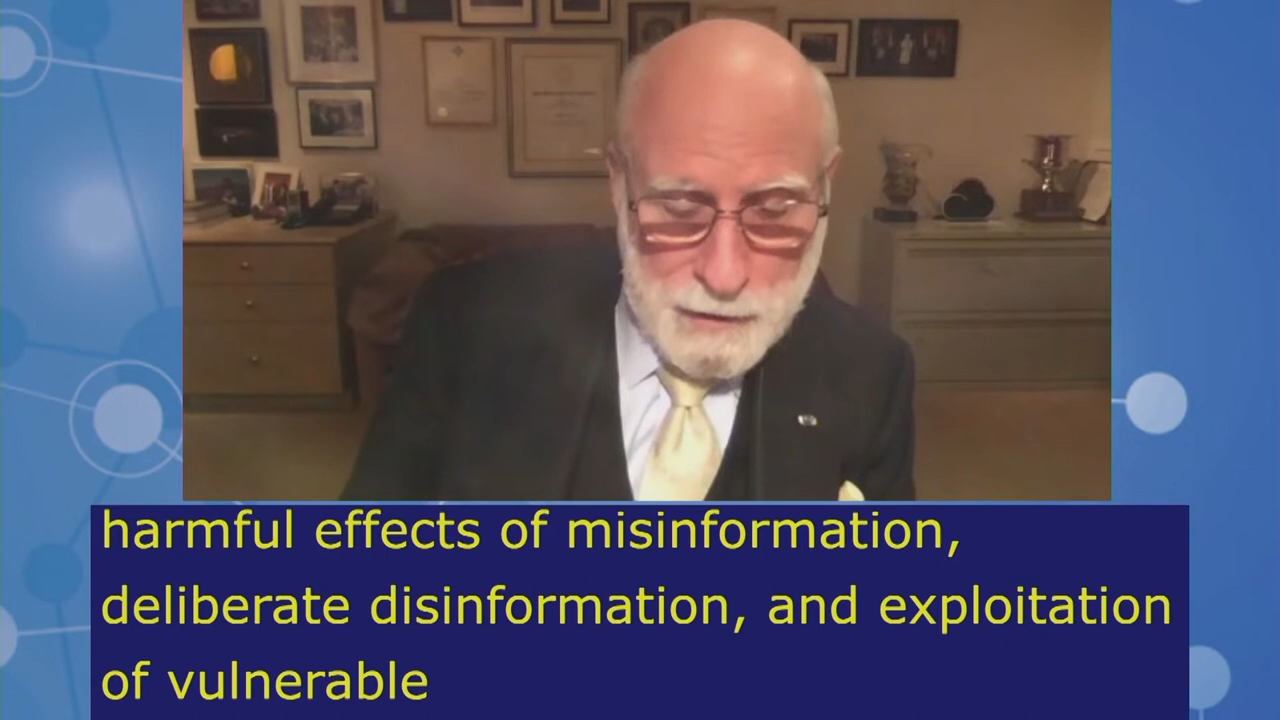 harmful effects of misinformation,
deliberate disinformation, and exploitation
of vulnerable